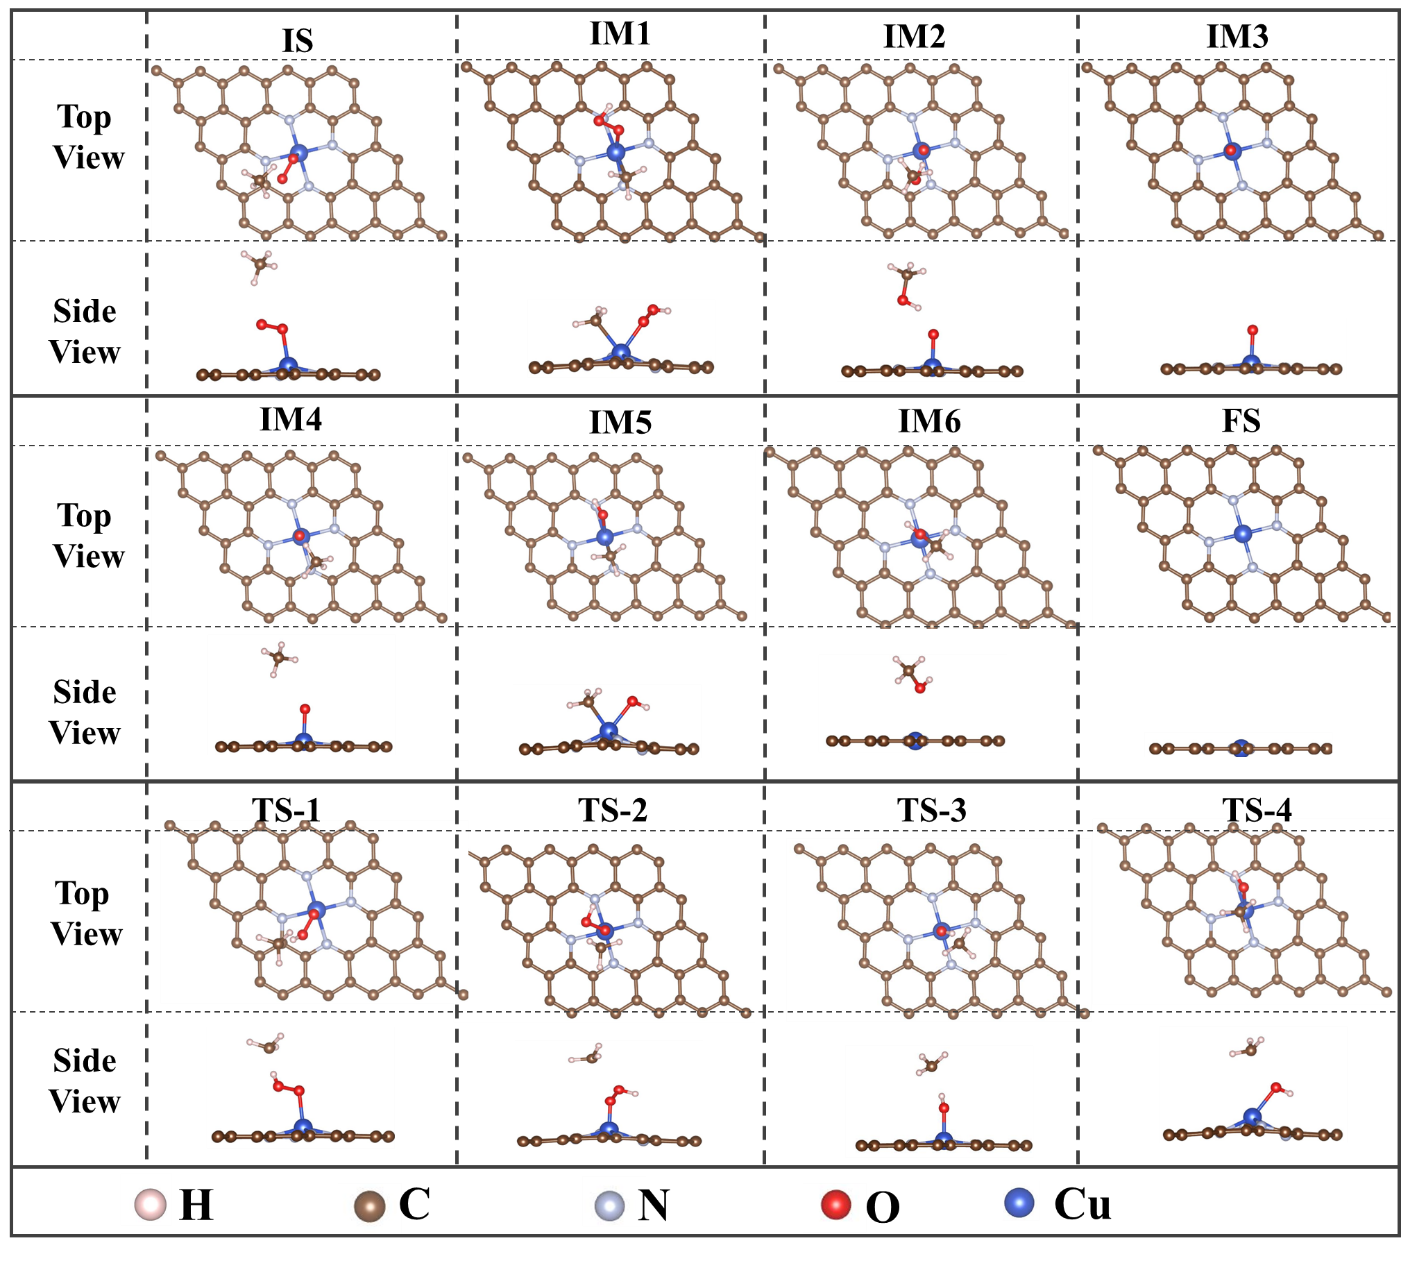 IS
IM1
IM2
IM3
Top
View
Side
View
IM4
IM5
IM6
FS
Top
View
Side
View
TS-1
TS-2
TS-3
TS-4
Top
View
Side
View
H
C
N
O
Cu